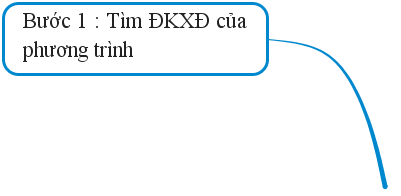 Bước 1 : Tìm ĐKXĐ của
phương trình